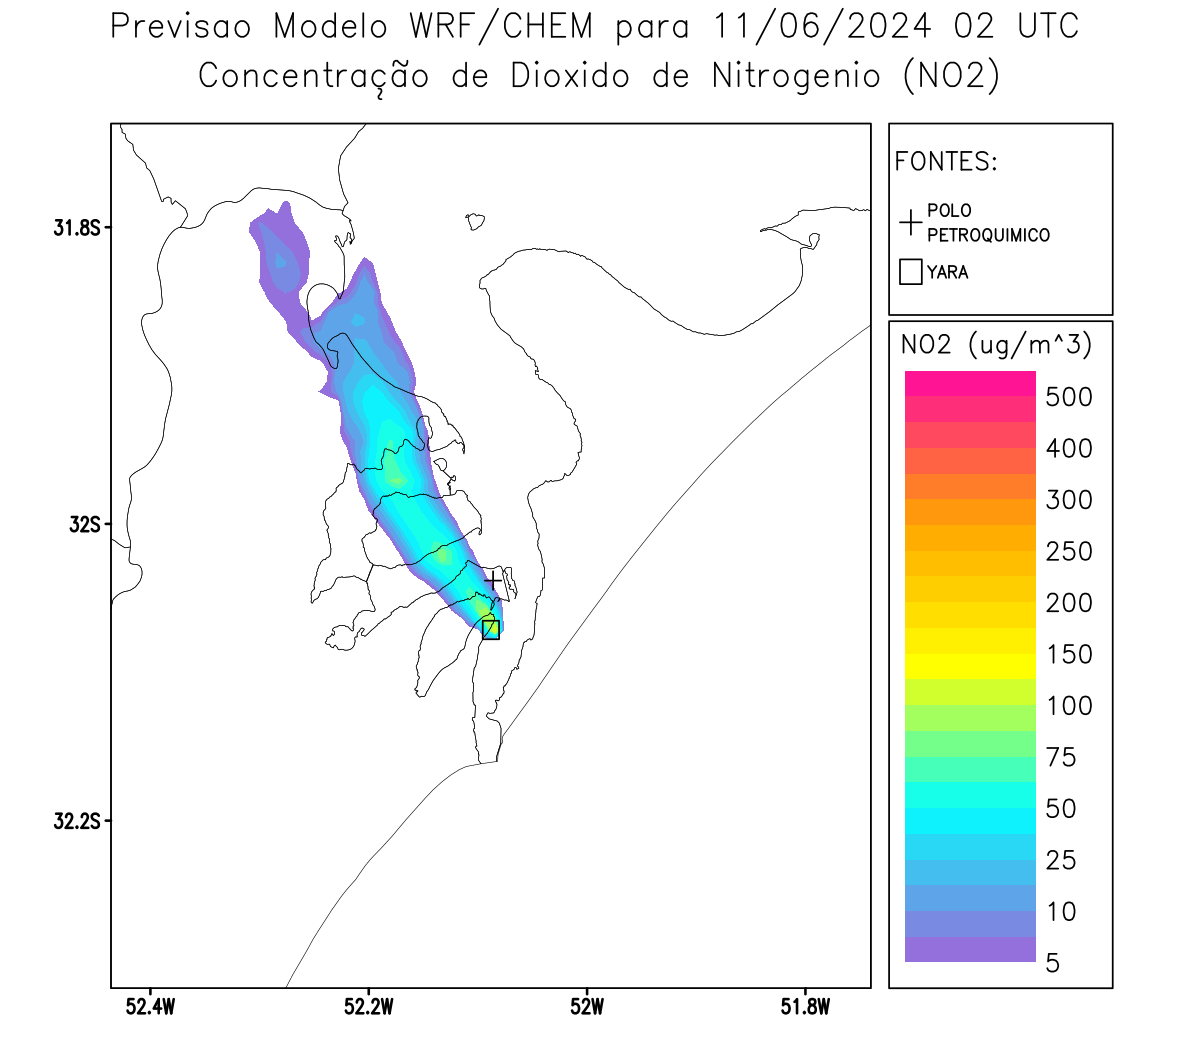 Previsao Modelo WRF/CHEM para 11/06/2024 02 UTC
Concentração de Dioxido de Nitrogenio (NO2)
FONTES:
POLO
PETROQUIMICO
YARA
NO2 (ug/m^3)
500
400
300
250
200
150
100
75
50
25
10
5
31.8S
32S
32.2S
52.4W 52.2W 52W 51.8W